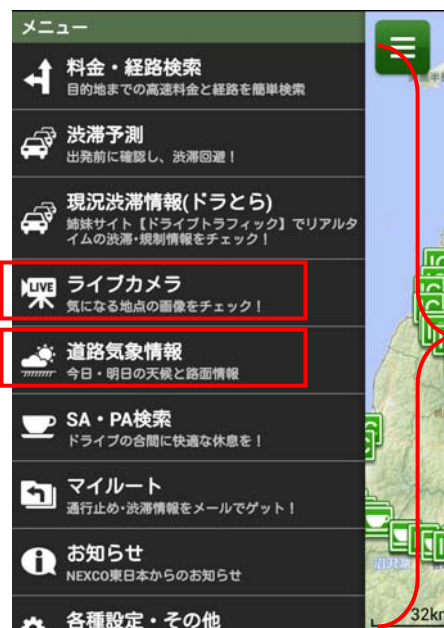 メニュー
料金・経路検索
目的地までの高速料金と経路を簡単検索
渋滞予測
出発前に確認し、渋滞回避！
現況渋滞情報(ドラとら)
姉妹サイト【ドライブトラフィック】でリアルタ
イムの渋滞・規制情報をチェック！
LIVE
ライブカメラ
気になる地点の画像をチェック！
道路気象情報
今日・明日の天候と路面情報
SA・PA検索
ドライブの合間に快適な休息を！
マイルート
通行止め・渋滞情報をメールでゲット！
お知らせ
NEXCO東日本からのお知らせ
各種設定・その他
32km